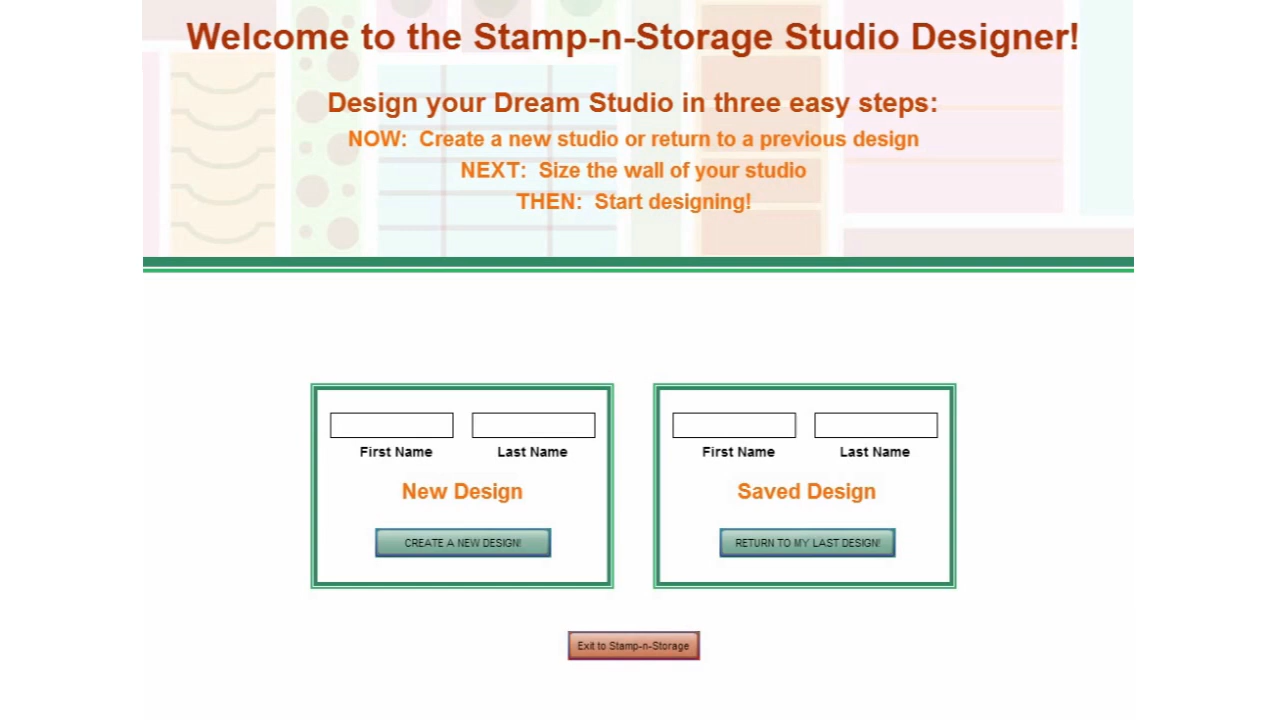 Welcome to the Stamp-n-Storage Studio Designer!
Design your Dream Studio in three easy steps:
NOW:  Create a new studio or return to a previous design
NEXT:  Size the wall of your studio
THEN:  Start designing!
First Name
Last Name
New Design
CREATE A NEW DESIGN!
First Name
Last Name
Saved Design
RETURN TO MY LAST DESIGN!
Exit to Stamp-n-Storage